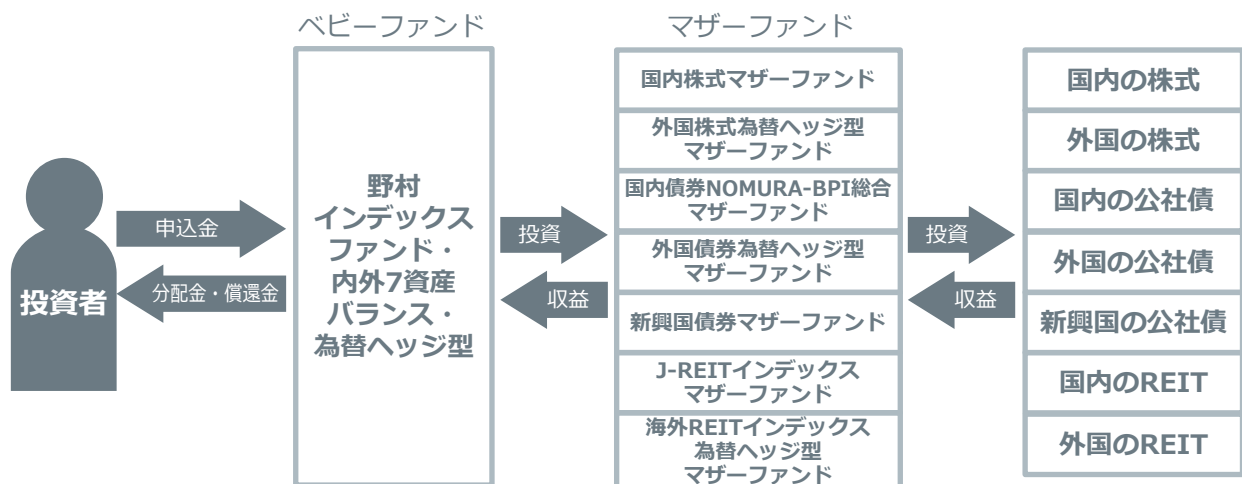 ベビーファンド
マザーファンド
投資者
申込金
分配金・償還金
野村
インデックス
ファンド・
内外7資産
バランス・
為替ヘッジ型
投資
収益
国内株式マザーファンド
外国株式為替ヘッジ型
マザーファンド
国内債券NOMURA-BPI総合
マザーファンド
外国債券為替ヘッジ型
マザーファンド
新興国債券マザーファンド
J-REITインデックス
マザーファンド
海外REITインデックス
為替ヘッジ型
マザーファンド
投資
収益
国内の株式
外国の株式
国内の公社債
外国の公社債
新興国の公社債
国内のREIT
外国のREIT